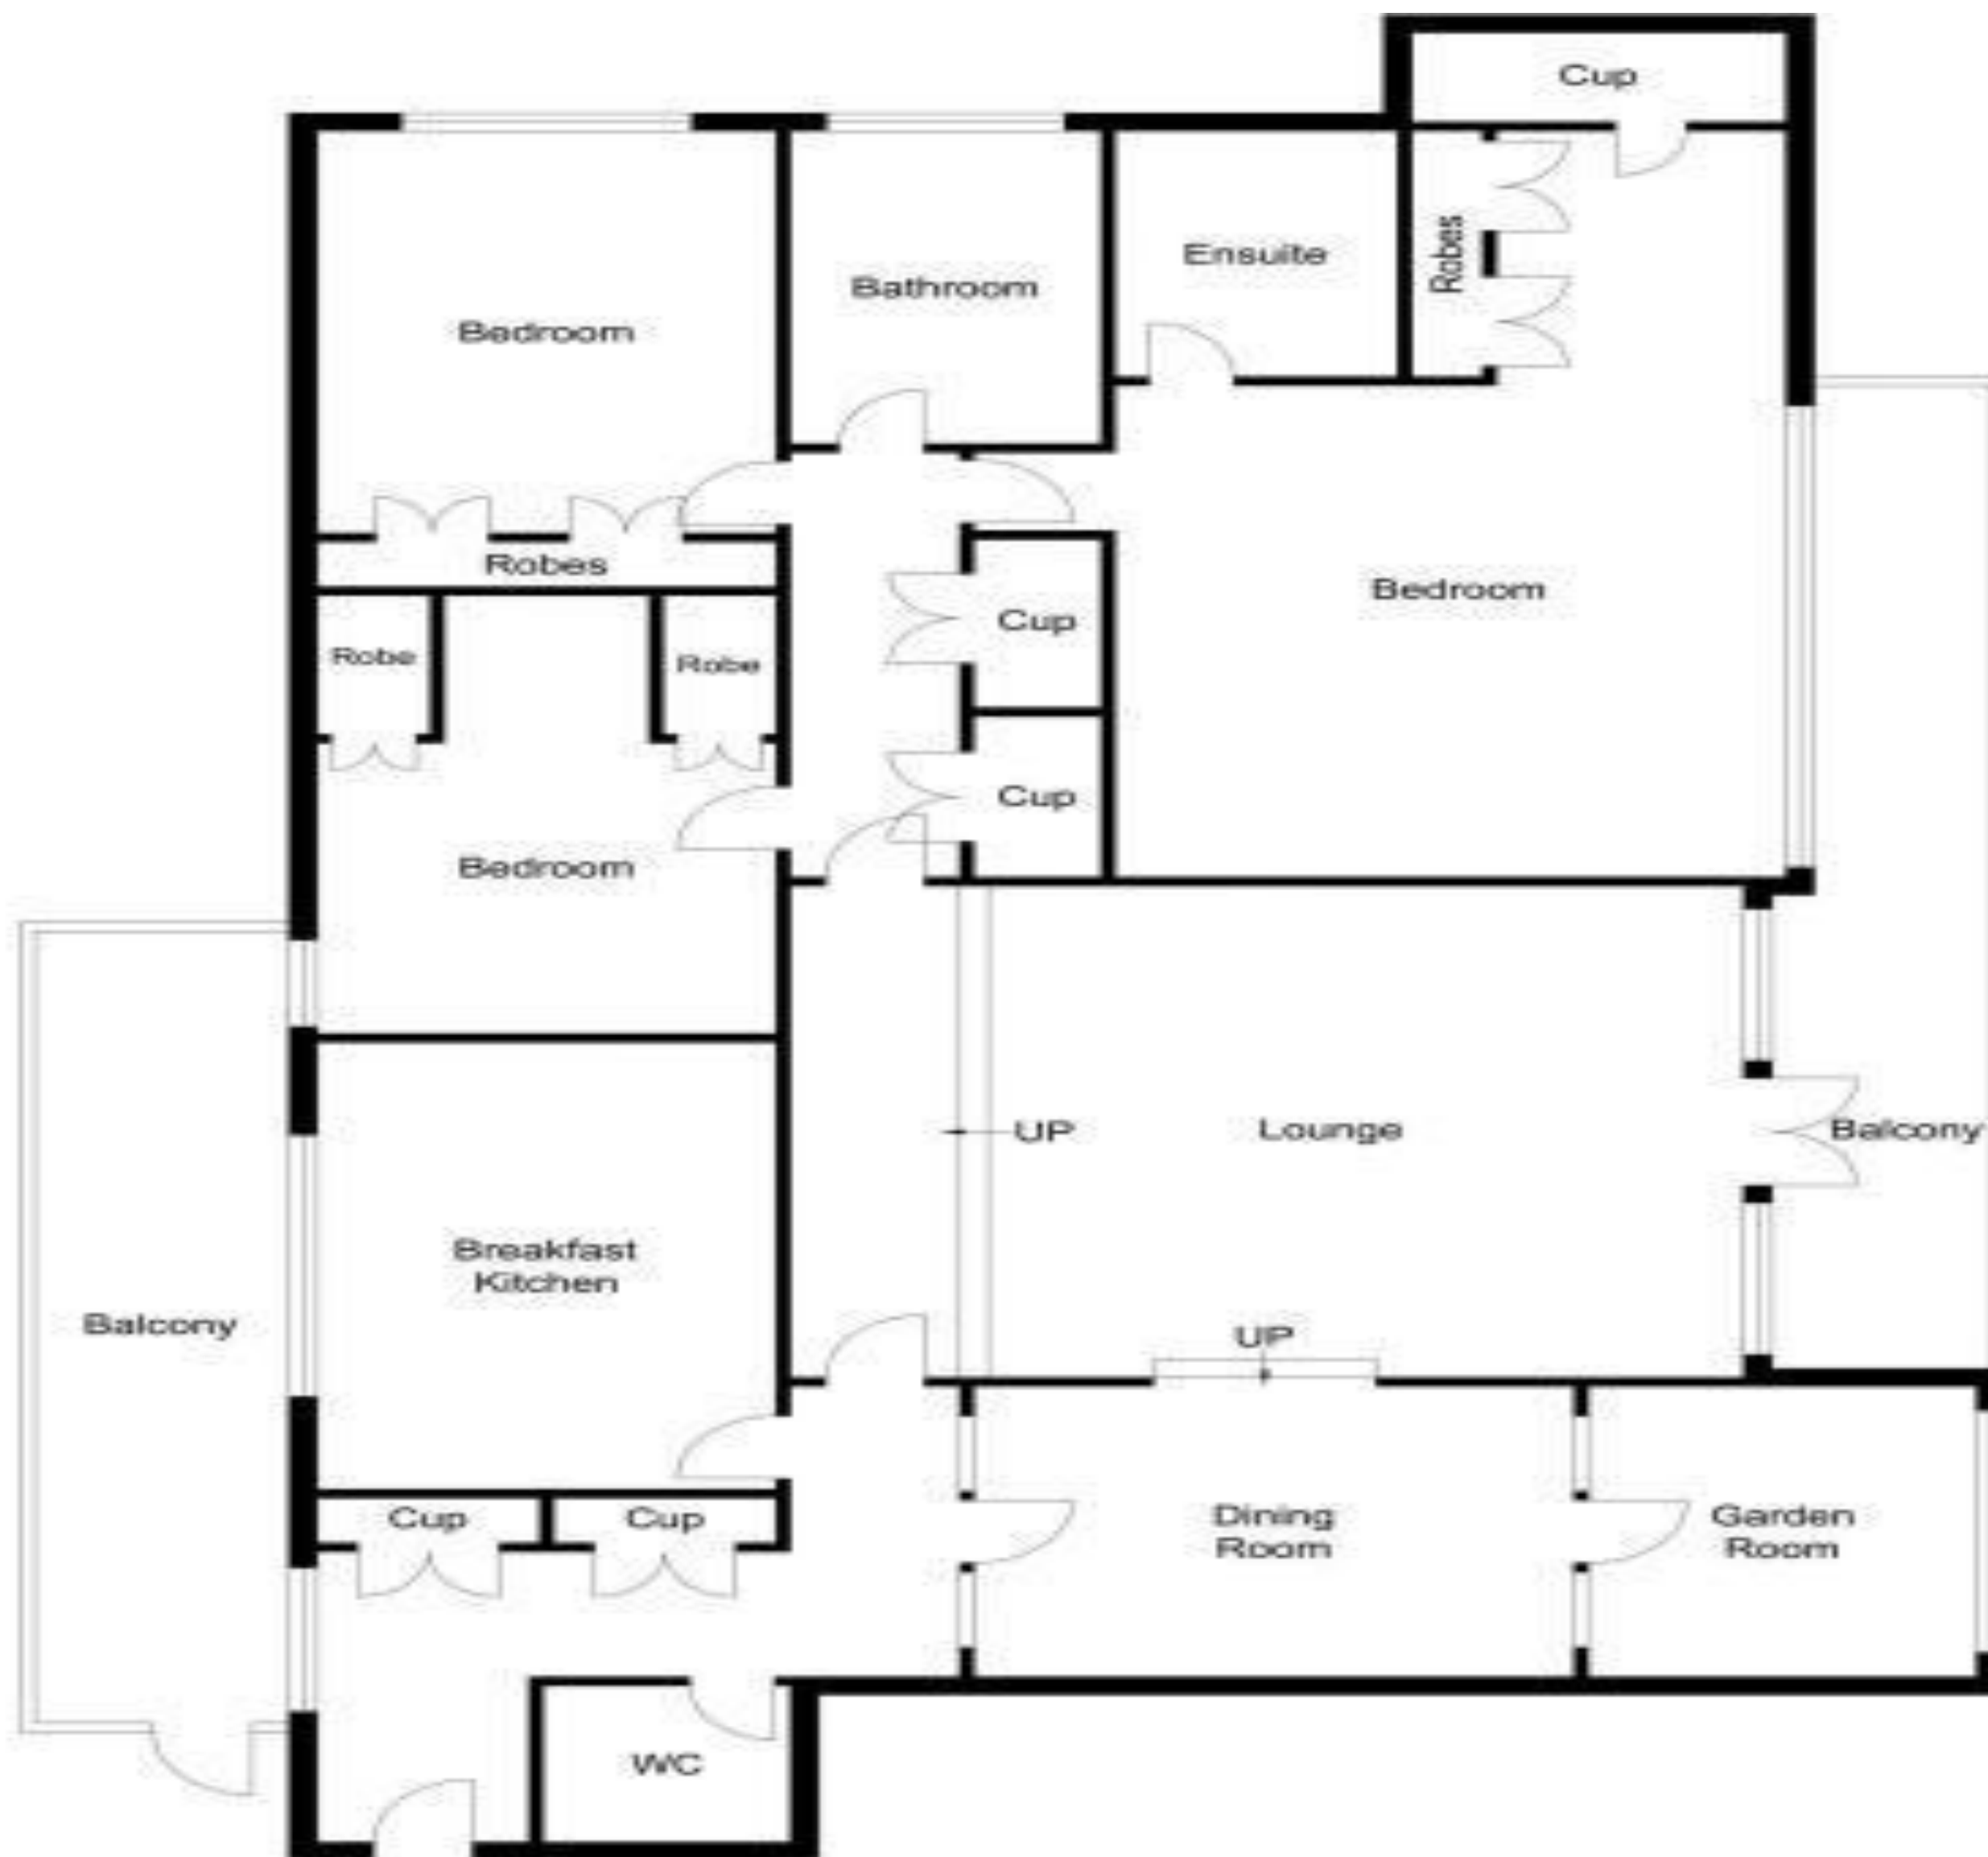 Cup
Ensuite
Robes
Bathroom
Bedroom
Robes
Bedroom
Cup
Robe
Robe
Cup
Bedroom
UP
Lounge
Balcony
Breakfast
Kitchen
Balcony
UP
Cup
Cup
Dining
Room
Garden
Room
WC